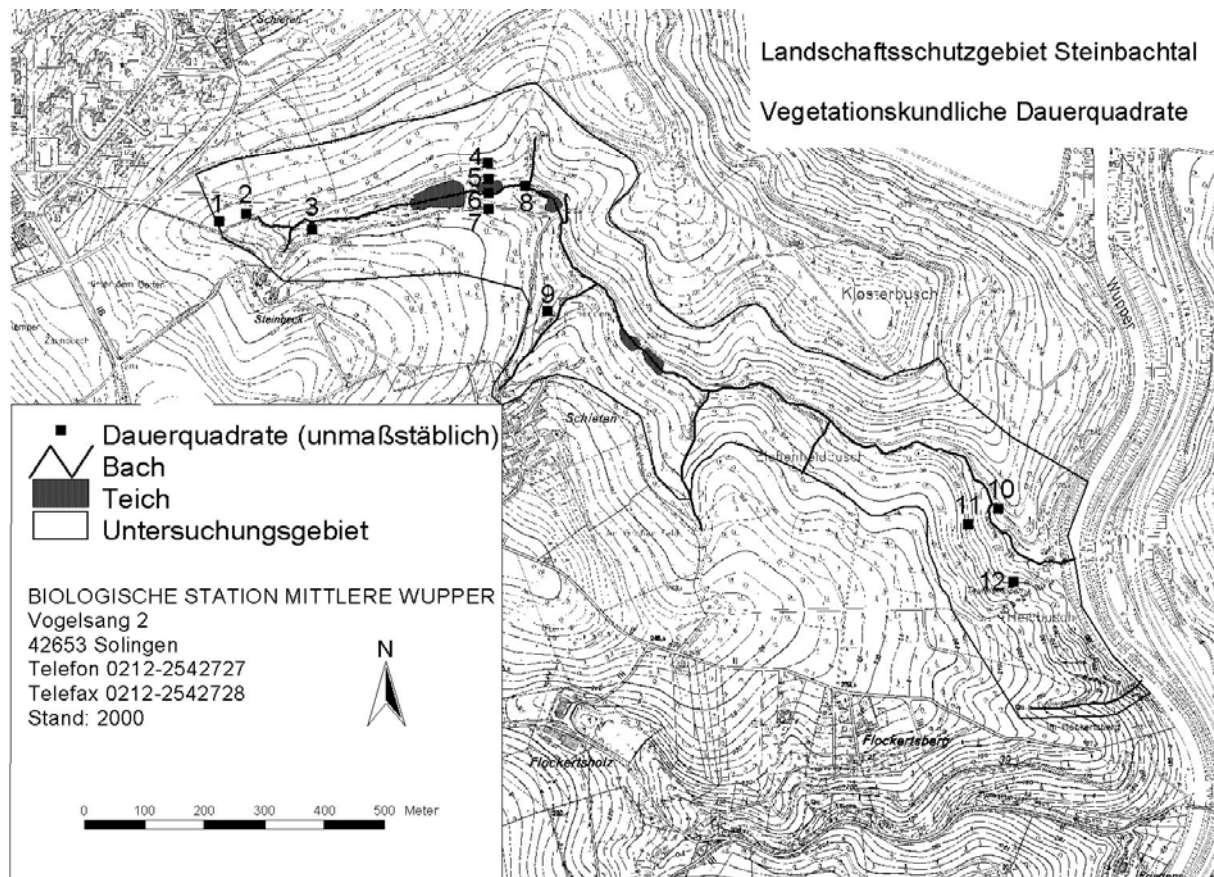 Landschaftsschutzgebiet Steinbachtal
Vegetationskundliche Dauerquadrate
Schieten
1
2
3
4
5
6
7
8
9
10
11
12
Klosterbusch
Wupper
Steinbeck
Schieten
Flockertsberg
Flockertsholz
Dauerquadrate (unmaßstäblich)
Bach
Teich
Untersuchungsgebiet
BIOLOGISCHE STATION MITTLERE WUPPER
Vogelsang 2
42653 Solingen
Telefon 0212-2542727
Telefax 0212-2542728
Stand: 2000
N
0 100 200 300 400 500 Meter